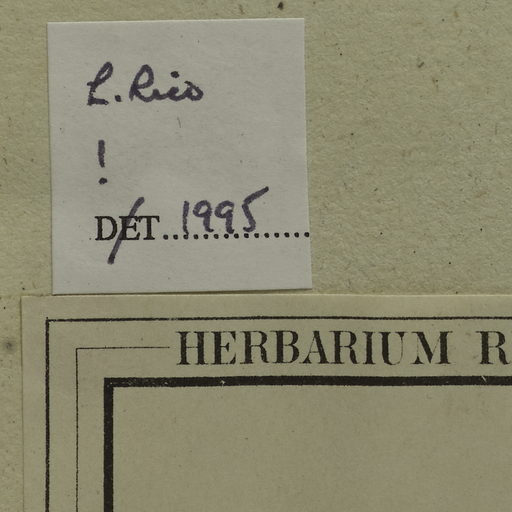 L. Rico
!
DET. 1995
HERBARIUM R